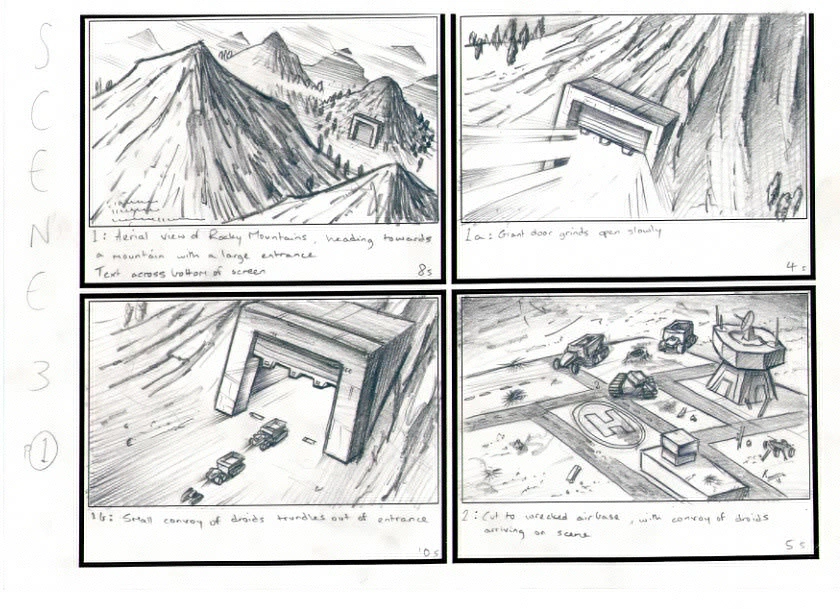 SCENE 3
P 1
1: Aerial view of Rocky Mountains, heading towards
a mountain with a large entrance
Text across bottom of screen
8s
1a: Giant door grinds open slowly
4s
H
1b: Small convoy of droids trundles out of entrance
10s
2: Cut to wrecked airbase, with convoy of droids
arriving on scene
5s